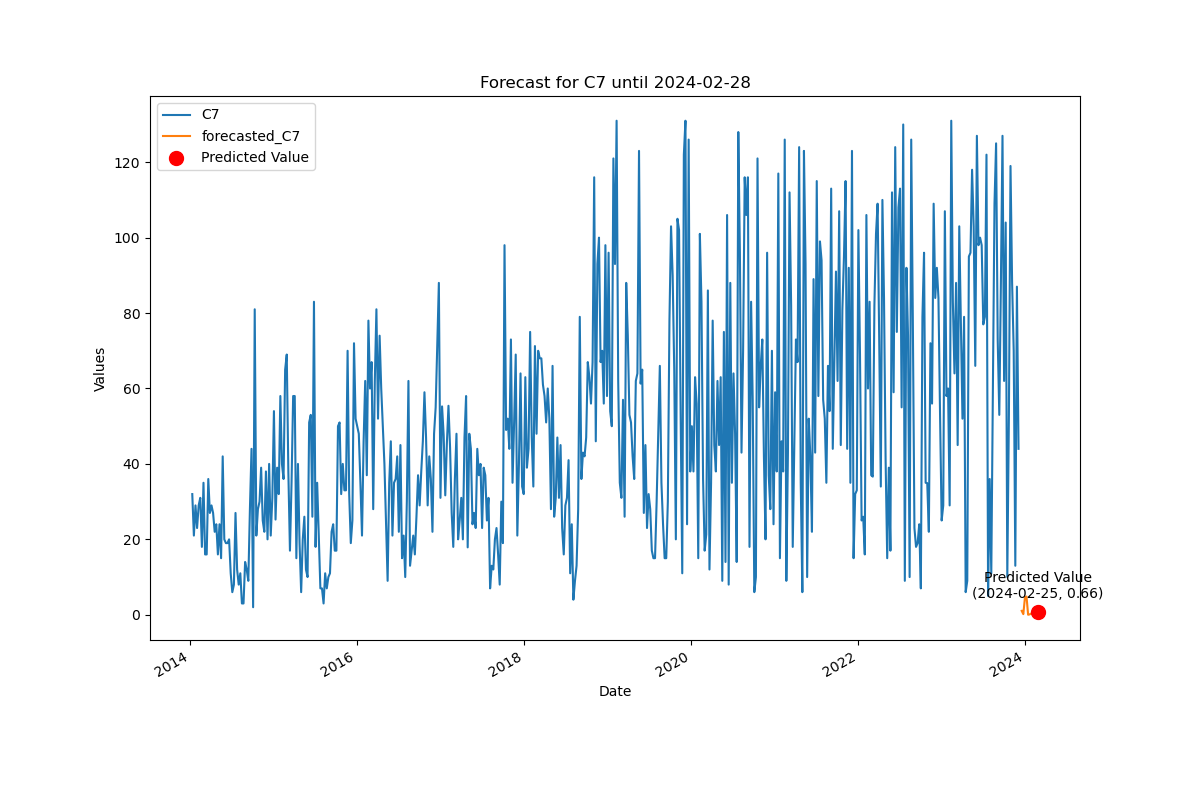 Forecast for C7 until 2024-02-28
C7
forecasted_C7
Predicted Value
120
100
80
60
40
20
0
Values
Predicted Value
(2024-02-25, 0.66)
2014
2016
2018
2020
2022
2024
Date